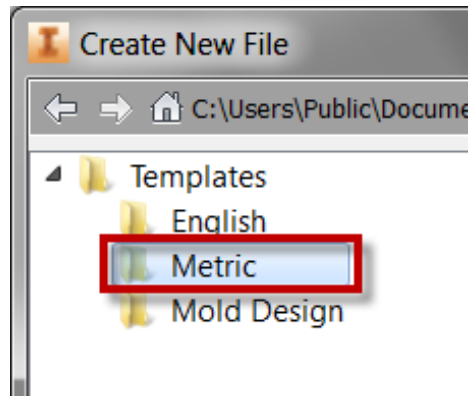 Create New File
C:\Users\Public\Docume
Templates
English
Metric
Mold Design